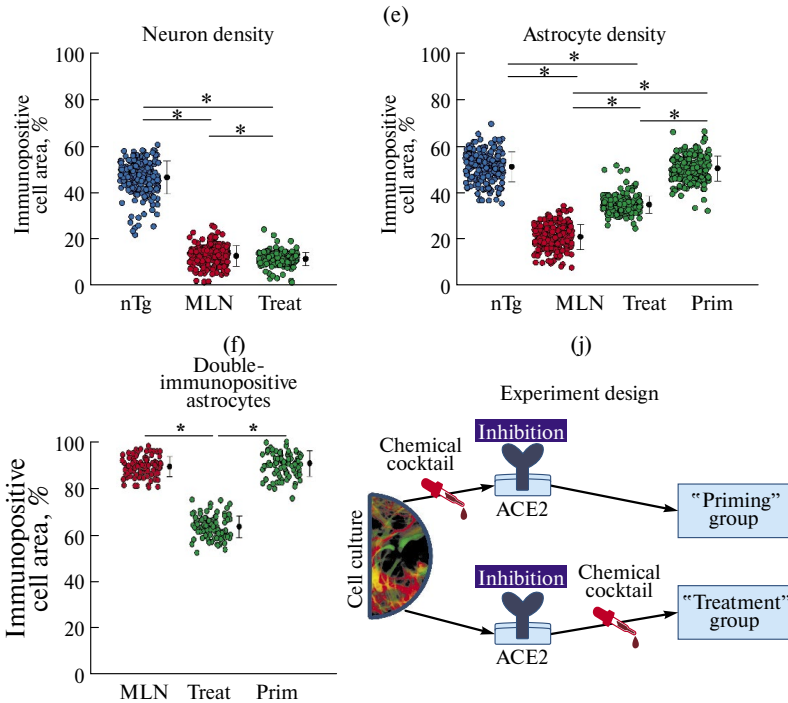 (e)
Neuron density
Immunopositive
cell area, %
100
80
60
40
20
0
*
*
*
nTg
MLN
Treat
Astrocyte density
Immunopositive
cell area, %
100
80
60
40
20
0
*
*
*
*
*
nTg
MLN
Treat
Prim
(f)
Double-
immunopositive
astrocytes
Immunopositive
cell area, %
100
80
60
40
20
0
*
*
MLN
Treat
Prim
(j)
Experiment design
Cell culture
Chemical
cocktail
Inhibition
ACE2
"Priming"
group
Inhibition
ACE2
Chemical
cocktail
"Treatment"
group